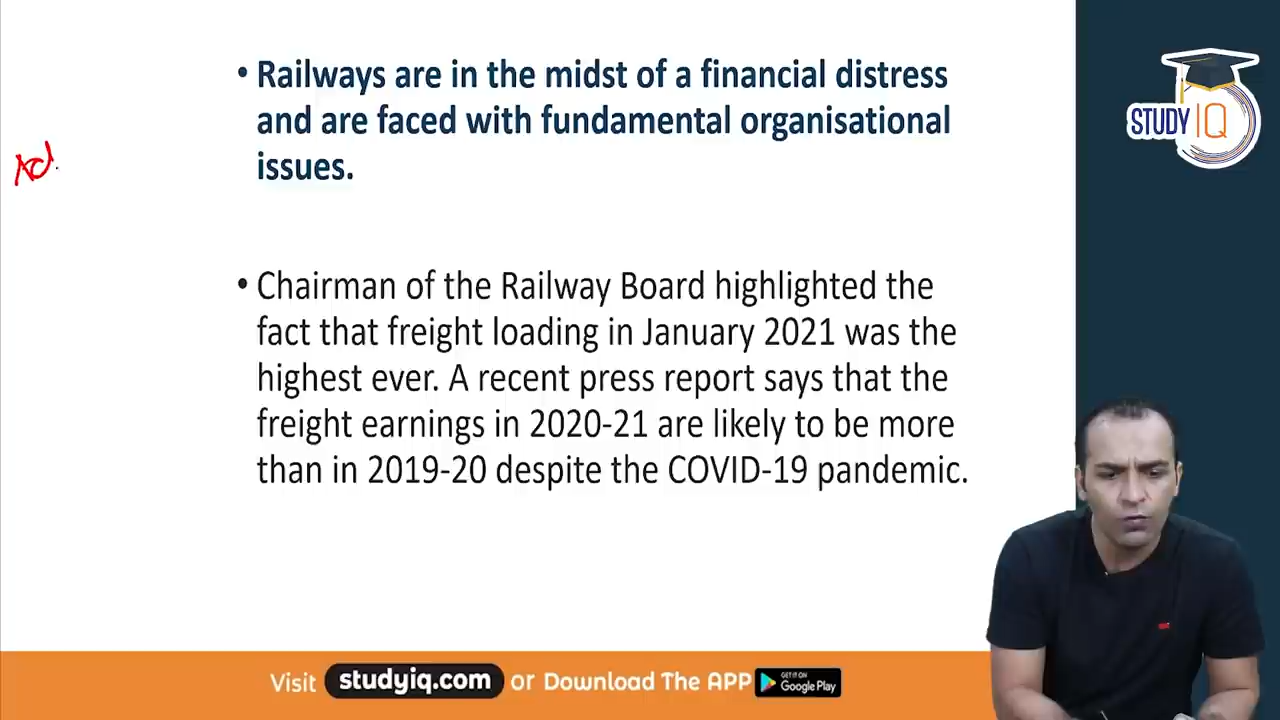 • Railways are in the midst of a financial distress
and are faced with fundamental organisational
issues.
Ad
• Chairman of the Railway Board highlighted the
fact that freight loading in January 2021 was the
highest ever. A recent press report says that the
freight earnings in 2020-21 are likely to be more
than in 2019-20 despite the COVID-19 pandemic.
STUDY IQ
Visit studyiq.com or Download The APP GET IT ON Google Play